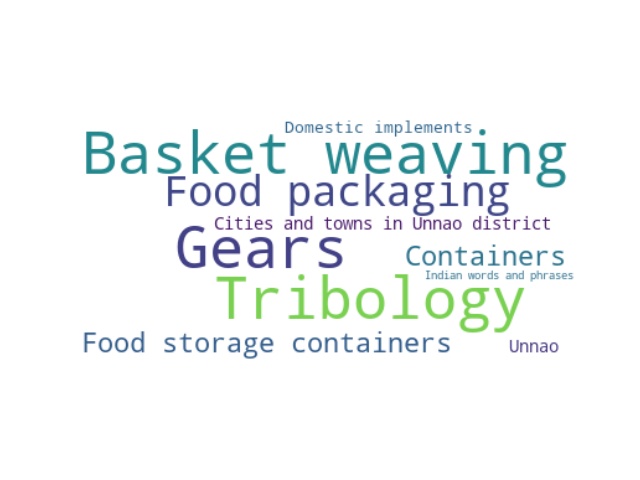 Domestic implements
Basket weaving
Food packaging
Cities and towns in Unnao district
Gears
Containers
Indian words and phrases
Tribology
Food storage containers
Unnao